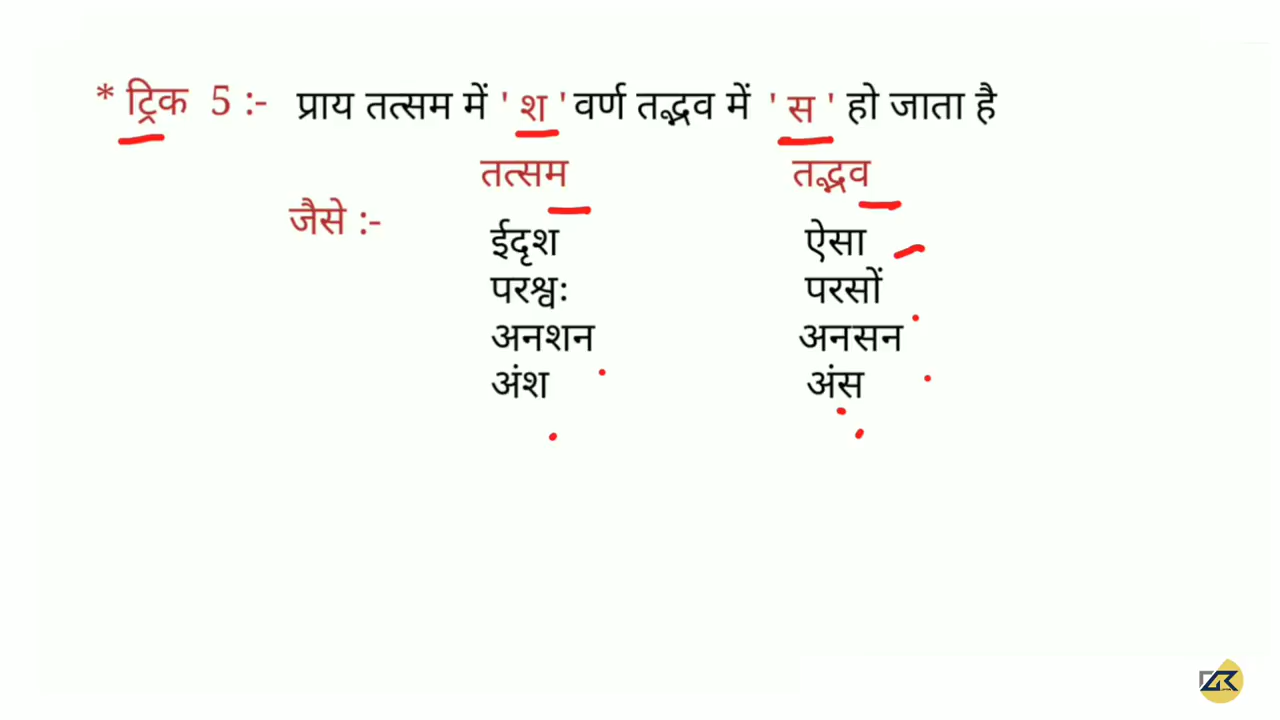 * ट्रिक 5 :- प्राय तत्सम में ' श ' वर्ण तद्भव में ' स ' हो जाता है
तत्सम तद्भव
जैसे :-
ईदृश ऐसा
परश्वः परसों
अनशन अनसन
अंश अंस